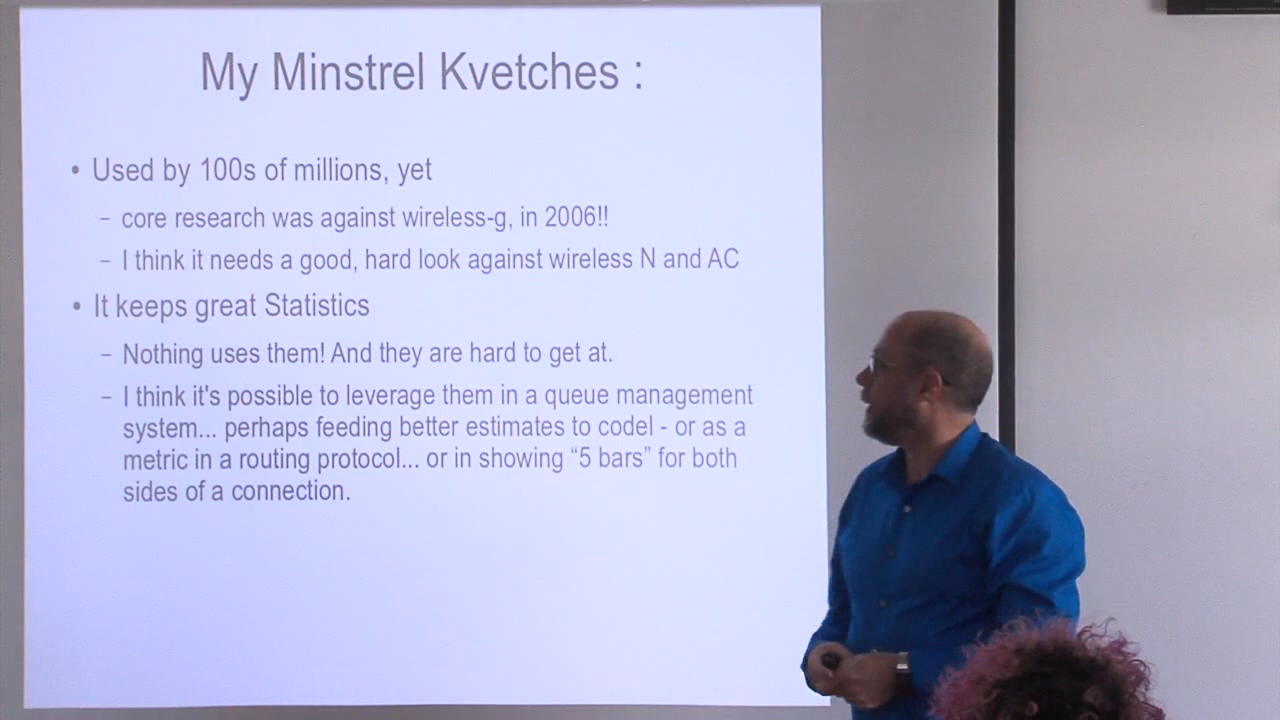 My Minstrel Kvetches :
• Used by 100s of millions, yet
– core research was against wireless-g, in 2006!!
– I think it needs a good, hard look against wireless N and AC
• It keeps great Statistics
– Nothing uses them! And they are hard to get at.
– I think it's possible to leverage them in a queue management
system... perhaps feeding better estimates to codel - or as a
metric in a routing protocol... or in showing “5 bars” for both
sides of a connection.